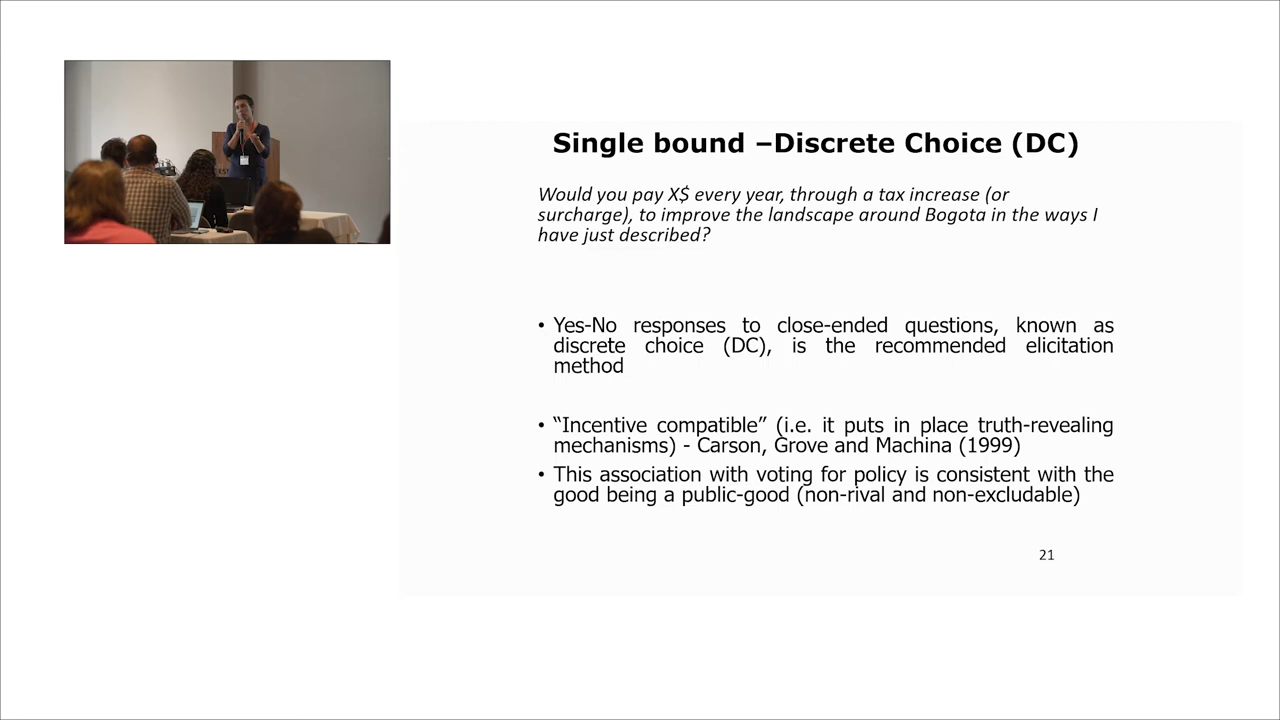 Single bound –Discrete Choice (DC)
Would you pay X$ every year, through a tax increase (or
surcharge), to improve the landscape around Bogota in the ways I
have just described?
• Yes-No responses to close-ended questions, known as
discrete choice (DC), is the recommended elicitation
method
• “Incentive compatible” (i.e. it puts in place truth-revealing
mechanisms) - Carson, Grove and Machina (1999)
• This association with voting for policy is consistent with the
good being a public-good (non-rival and non-excludable)
21